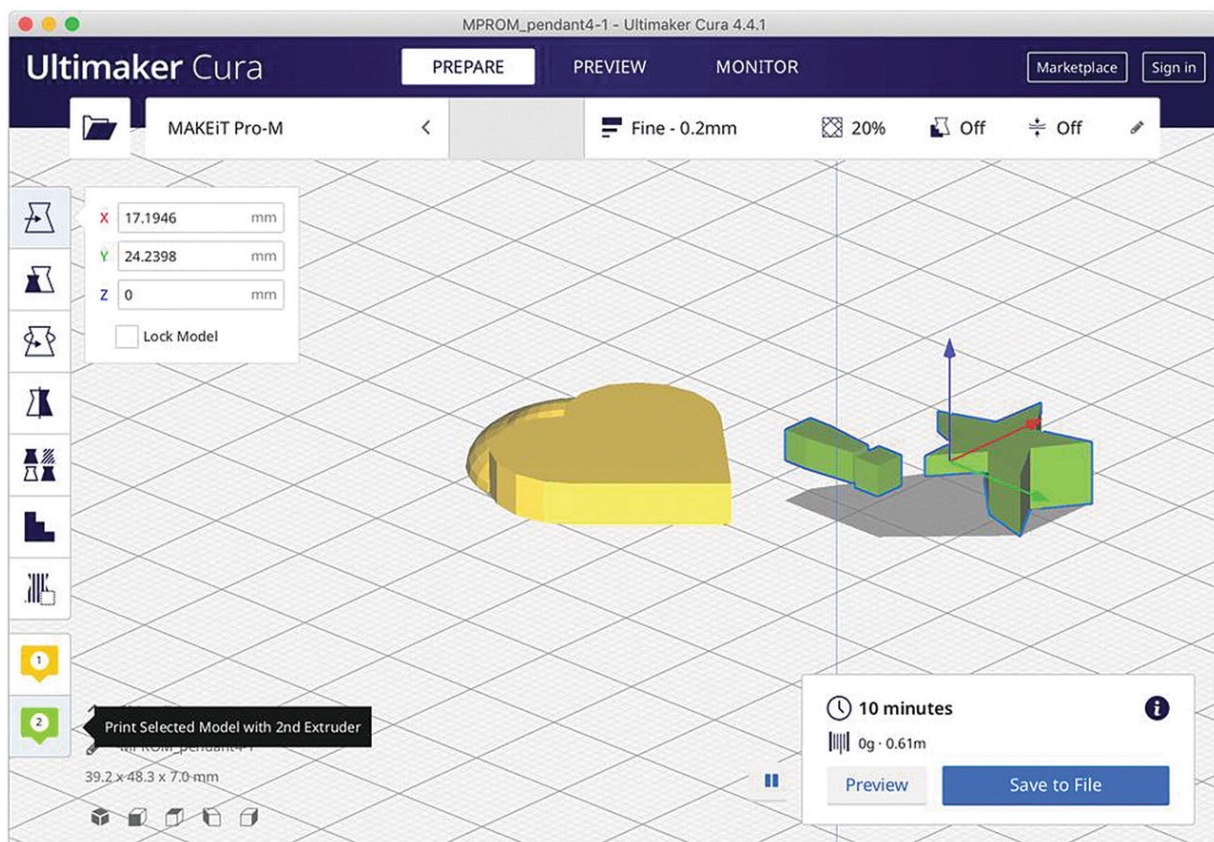 MPROM_pendant4-1 - Ultimaker Cura 4.4.1
Ultimaker Cura
PREPARE
PREVIEW
MONITOR
Marketplace
Sign in
MAKEiT Pro-M
Fine - 0.2mm
20%
Off
Off
X 17.1946 mm
Y 24.2398 mm
Z 0 mm
Lock Model
1
2
Print Selected Model with 2nd Extruder
39.2 x 48.3 x 7.0 mm
10 minutes
0g · 0.61m
Preview
Save to File